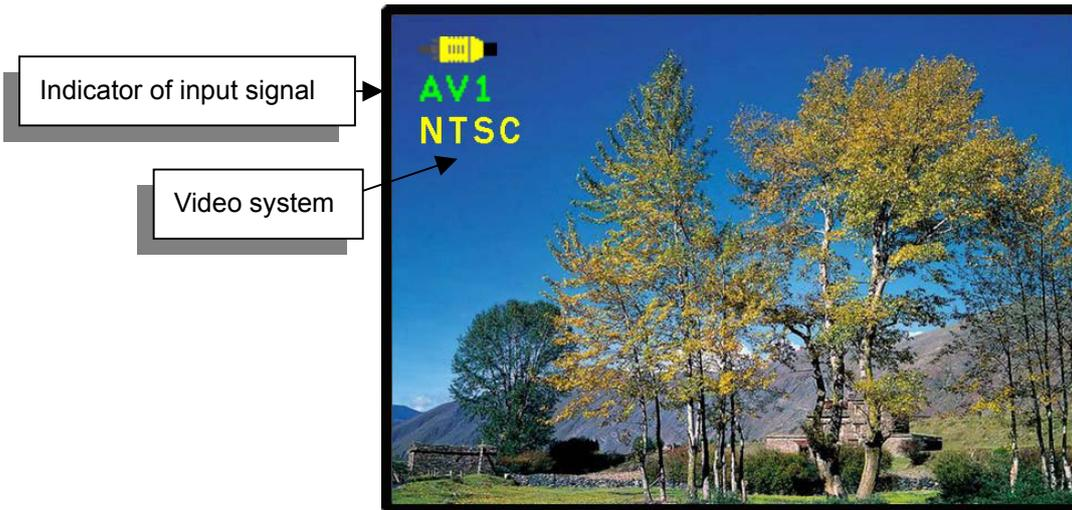 Indicator of input signal
AV1
NTSC
Video system